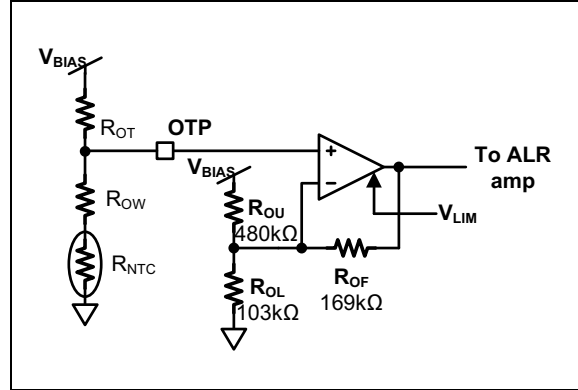 VBIAS
ROT
OTP
VBIAS
+
−
To ALR
amp
ROW
ROU
480kΩ
VLIM
RNTC
ROL
103kΩ
ROF
169kΩ